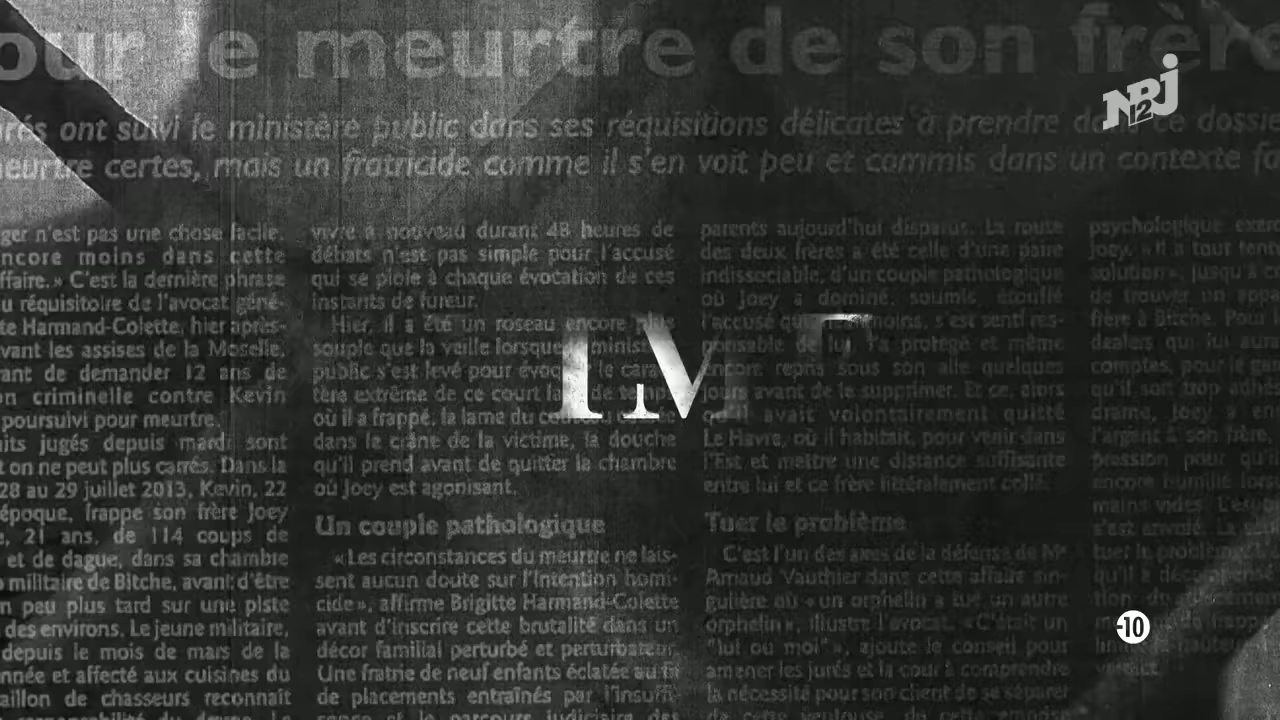 our le meurtre de son frère
NRJ 12
rés ont suivi le ministère public dans ses réquisitions délicates à prendre dans ce dossie
eurtre certes, mais un fratricide comme il s'en voit peu et commis dans un contexte fa
ger n'est pas une chose facile,
ncore moins dans cette
ffaire.» C'est la dernière phrase
u réquisitoire de l'avocat géné-
te Harmand-Colette, hier après-
vant les assises de la Moselle,
ant de demander 12 ans de
on criminelle contre Kevin
poursuivi pour meurtre.
its jugés depuis mardi sont
t on ne peut plus carrés. Dans la
28 au 29 juillet 2013, Kevin, 22
époque, frappe son frère Joey
e, 21 ans, de 114 coups de
et de dague, dans sa chambre
militaire de Bitche, avant d'être
n peu plus tard sur une piste
des environs. Le jeune militaire,
depuis le mois de mars de la
nnée et affecté aux cuisines du
aillon de chasseurs reconnaît
vivre à nouveau durant 48 heures de
débats n'est pas simple pour l'accusé
qui se ploie à chaque évocation de ces
instants de fureur.
Hier, il a été un roseau encore plus
souple que la veille lorsque ministè
public s'est levé pour évoq le carac
tère extrême de ce court la de temps
où il a frappé, la lame du
dans le crâne de la victime, la douche
qu'il prend avant de quitter la chambre
où Joey est agonisant.
Un couple pathologique
«Les circonstances du meurtre ne lais-
sent aucun doute sur l'intention homi-
cide», affirme Brigitte Harmand-Colette
avant d'inscrire cette brutalité dans un
décor familial perturbé et perturbateur.
Une fratrie de neuf enfants éclatée au fil
de placements entraînés par l'insuffi-
parents aujourd'hui disparus. La route
des deux frères a été celle d'une paire
indissociable, d'un couple pathologique
où Joey a dominé, soumis, étouffé
l'accusé qui moins, s'est senti res-
ponsable de lui, l'a protégé et même
encore repris sous son aile quelques
jours avant de le supprimer. Et ce alors
avait volontairement quitté
Le Havre, où il habitait, pour venir dans
l'Est et mettre une distance suffisante
entre lui et ce frère littéralement collé.
Tuer le problème
C'est l'un des axes de la défense de Me
Arnaud Vauthier dans cette affaire sin-
gulière où «un orphelin a tué un autre
orphelin», illustre l'avocat. «C'était un
"lui ou moi"», ajoute le conseil pour
amener les jurés et la cour à comprendre
la nécessité pour son client de se séparer
de cette ventouse, de cette emprise
psychologique exerc
Joey. «Il a tout tent
solution», jusqu'à c
de trouver un appa
frère à Bitche. Pour
dealers qui lui aura
comptes, pour le gar
qu'il soit trop adhé
drame, Joey a en
l'argent à son frère,
pression pour qu'il
encore humilié lors
mains vides.
s'est envolé. La
tuer le problème».
IME
-10